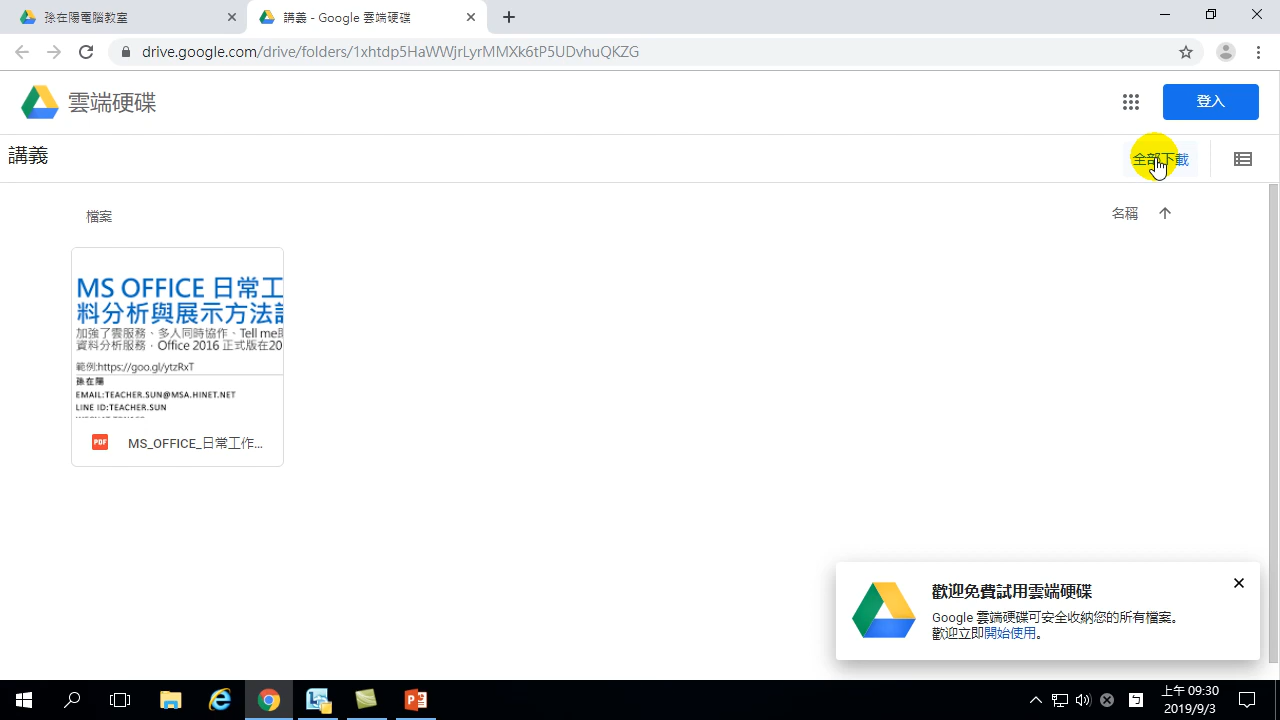 孫在陽電腦教室
講義 - Google 雲端硬碟
drive.google.com/drive/folders/1xhtdp5HaWWjrLyrMMXk6tP5UDvhuQKZG
雲端硬碟
登入
講義
全部下載
檔案
名稱
MS OFFICE 日常工
料分析與展示方法
加強了雲服務、多人同時協作、Tell me
資料分析服務。Office 2016 正式版在20
範例:https://goo.gl/ytzRxT
孫在陽
EMAIL:TEACHER.SUN@MSA.HINET.NET
LINE ID:TEACHER.SUN
PDF
MS_OFFICE_日常工作...
歡迎免費試用雲端硬碟
Google 雲端硬碟可安全收納您的所有檔案。
歡迎立即開始使用。
上午 09:30
2019/9/3